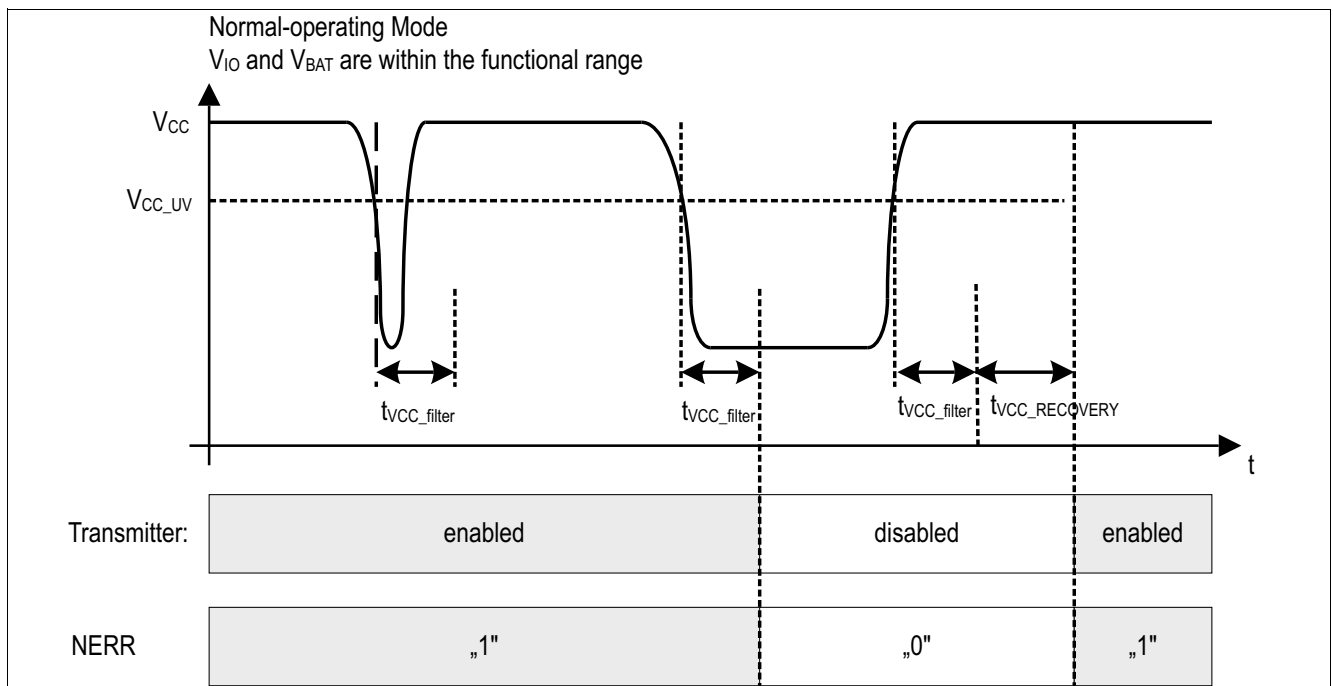 Normal-operating Mode
VIO and VBAT are within the functional range
VCC
VCC_UV
tVCC_filter
tVCC_filter
tVCC_filter
tVCC_RECOVERY
t
Transmitter:
enabled
disabled
enabled
NERR
„1"
„0"
„1"